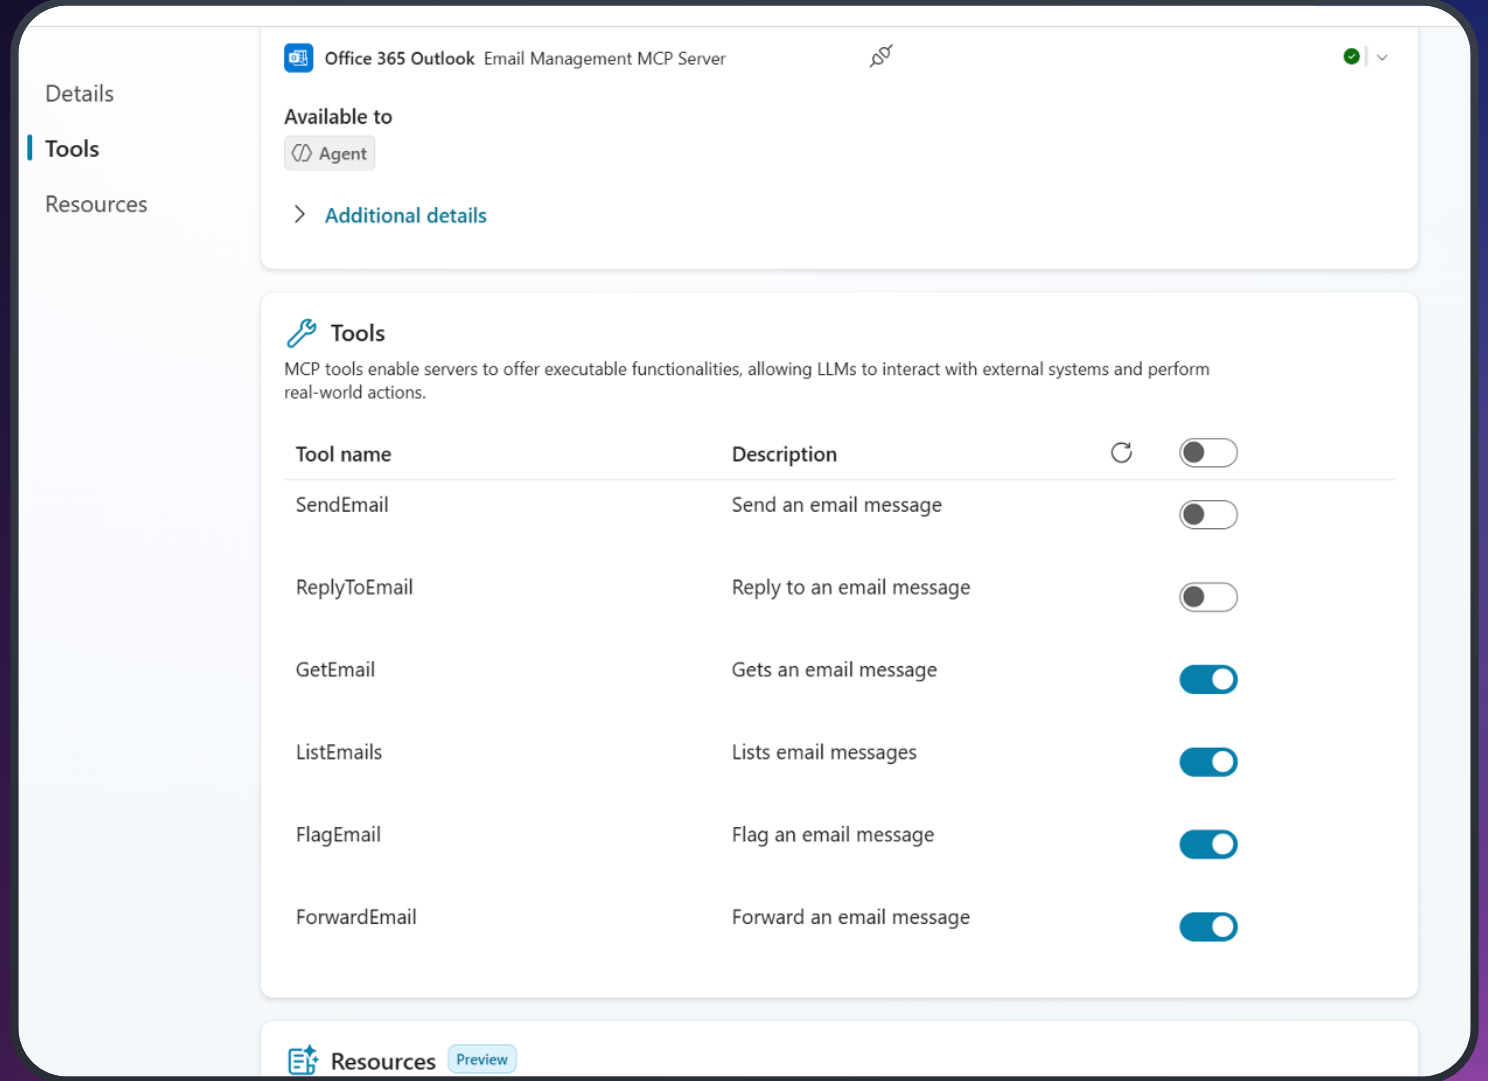 Details
Tools
Resources
Office 365 Outlook Email Management MCP Server
Available to
Agent
Additional details
Tools
MCP tools enable servers to offer executable functionalities, allowing LLMs to interact with external systems and perform
real-world actions.
Tool name Description
SendEmail Send an email message
ReplyToEmail Reply to an email message
GetEmail Gets an email message
ListEmails Lists email messages
FlagEmail Flag an email message
ForwardEmail Forward an email message
Resources Preview